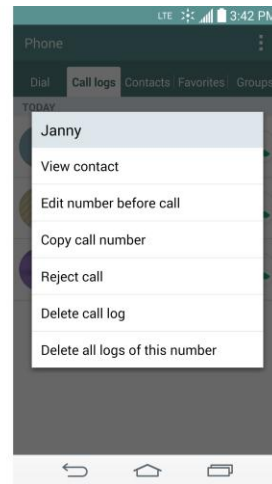 LTE 3:42 PM
Phone
Dial Call logs Contacts Favorites Groups
TODAY
Janny
View contact
Edit number before call
Copy call number
Reject call
Delete call log
Delete all logs of this number